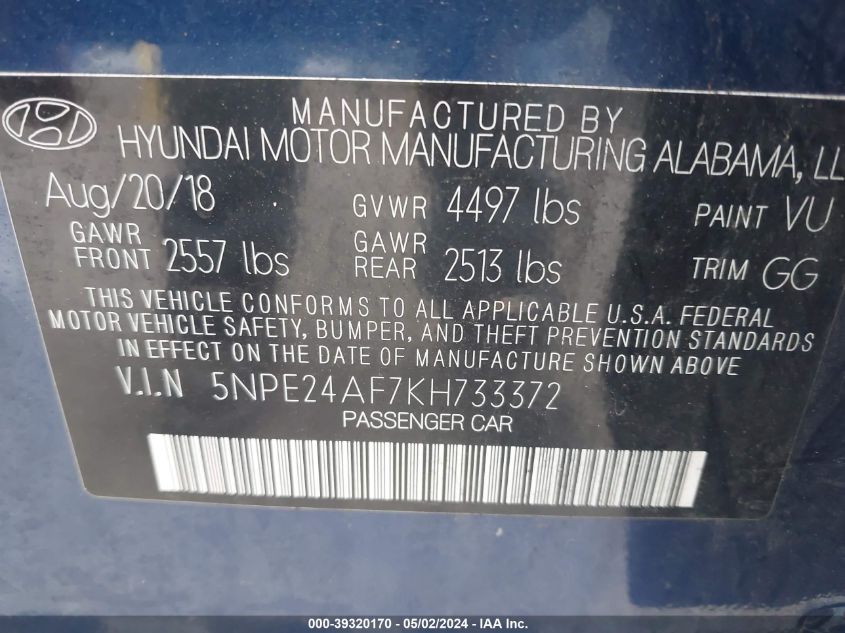 MANUFACTURED BY
HYUNDAI MOTOR MANUFACTURING ALABAMA, LL
Aug/20/18 GVWR 4497 lbs PAINT VU
GAWR FRONT 2557 lbs GAWR REAR 2513 lbs TRIM GG
THIS VEHICLE CONFORMS TO ALL APPLICABLE U.S.A. FEDERAL
MOTOR VEHICLE SAFETY, BUMPER, AND THEFT PREVENTION STANDARDS
IN EFFECT ON THE DATE OF MANUFACTURE SHOWN ABOVE
V.I.N 5NPE24AF7KH733372
PASSENGER CAR
000-39320170 - 05/02/2024 - IAA Inc.